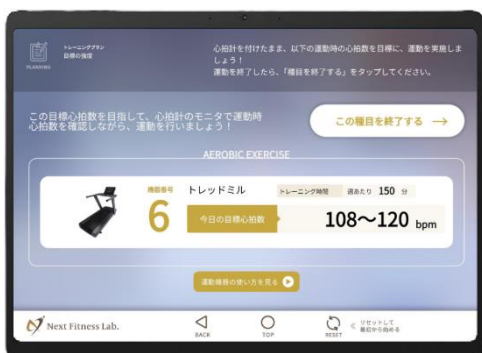 トレーニングプラン
目標の強度
PLANNING
心拍計を付けたまま、以下の運動時の心拍数を目標に、運動を実施しま
しょう！
運動を終了したら、「種目を終了する」をタップしてください。
この目標心拍数を目指して、心拍計のモニタで運動時
心拍数を確認しながら、運動を行いましょう！
この種目を終了する →
AEROBIC EXERCISE
機器番号
6
トレッドミル
トレーニング時間 週あたり 150 分
今日の目標心拍数 108〜120 bpm
運動機器の使い方を見る
Next Fitness Lab.
BACK
TOP
RESET
《 リセットして
最初から始める